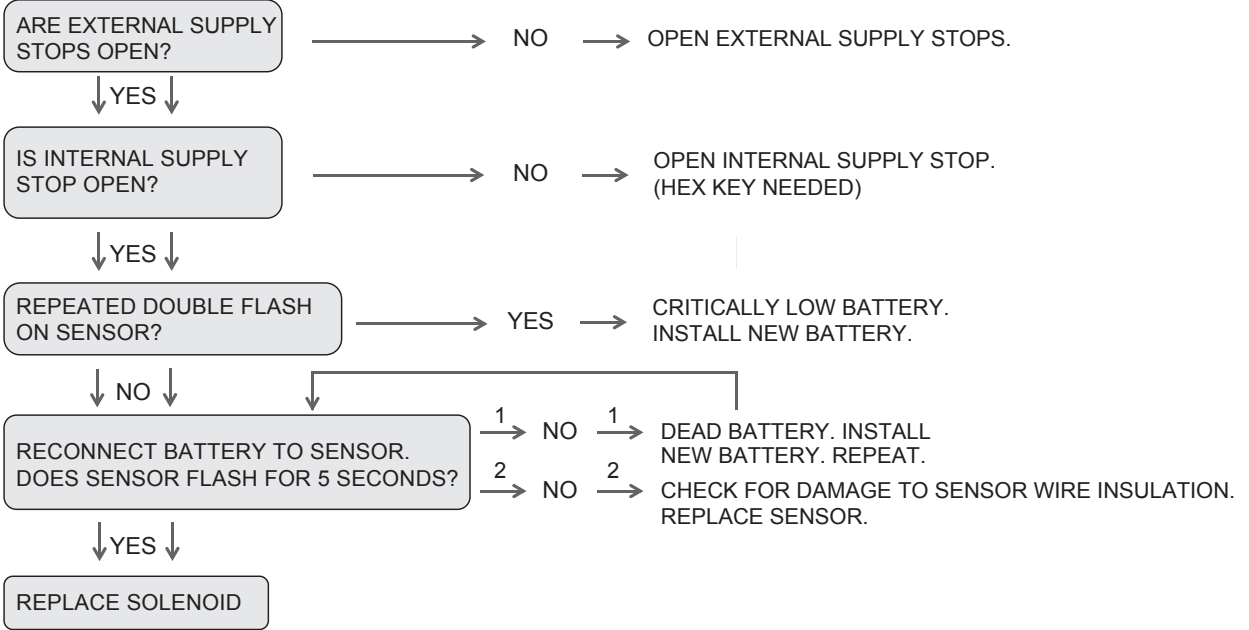 ARE EXTERNAL SUPPLY
STOPS OPEN?
NO
OPEN EXTERNAL SUPPLY STOPS.
YES
IS INTERNAL SUPPLY
STOP OPEN?
NO
OPEN INTERNAL SUPPLY STOP.
(HEX KEY NEEDED)
YES
REPEATED DOUBLE FLASH
ON SENSOR?
YES
CRITICALLY LOW BATTERY.
INSTALL NEW BATTERY.
NO
RECONNECT BATTERY TO SENSOR.
DOES SENSOR FLASH FOR 5 SECONDS?
1
NO
1
DEAD BATTERY. INSTALL
NEW BATTERY. REPEAT.
2
NO
2
CHECK FOR DAMAGE TO SENSOR WIRE INSULATION.
REPLACE SENSOR.
YES
REPLACE SOLENOID